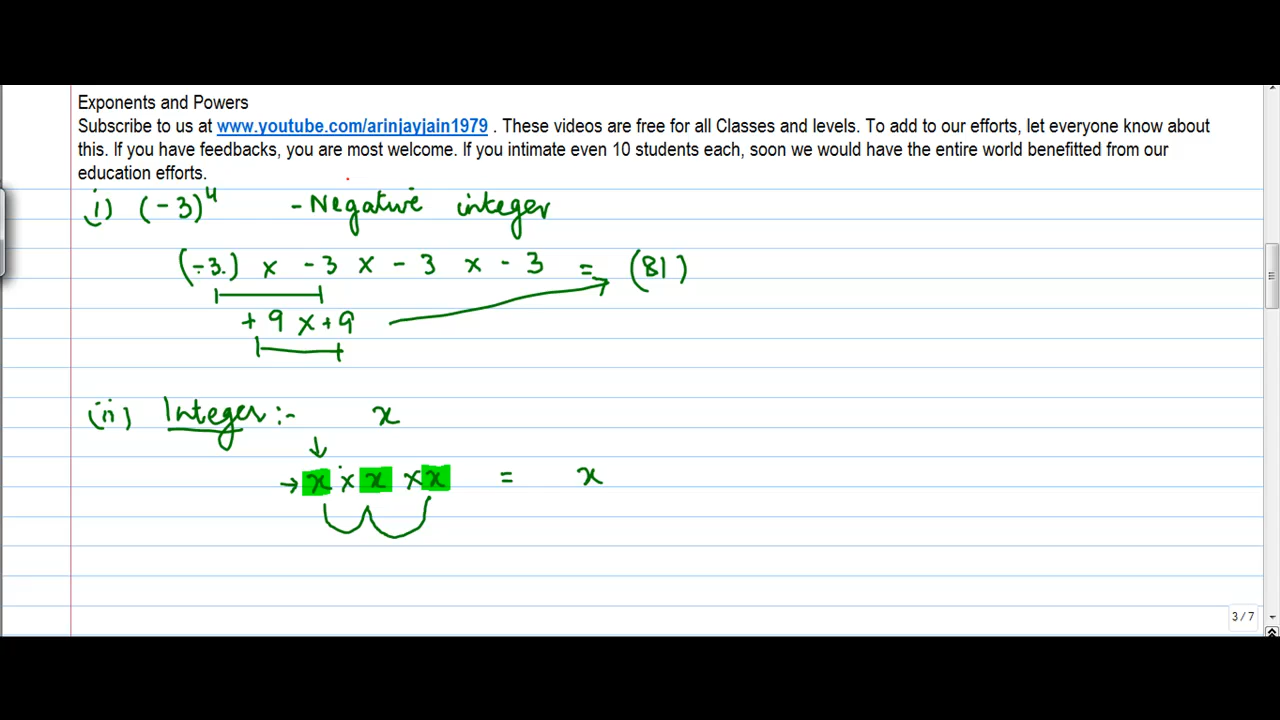 Exponents and Powers
Subscribe to us at www.youtube.com/arinjayjain1979 . These videos are free for all Classes and levels. To add to our efforts, let everyone know about
this. If you have feedbacks, you are most welcome. If you intimate even 10 students each, soon we would have the entire world benefitted from our
education efforts.
i) (-3)⁴ - Negative integer
(-3.) x -3 x -3 x -3 = (81)
+9 x +9
(ii) Integer :- x
→ x × x × x = x
3 / 7